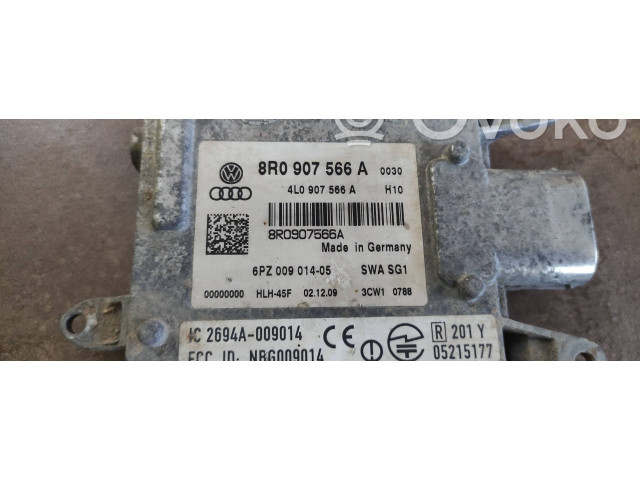 OVOKO
8R0 907 566 A 0030
4L0 907 566 A H10
8R0907566A
Made in Germany
6PZ 009 014-05 SWA SG1
00000000 HLH-45F 02.12.09 3CW1 0788
IC 2694A-009014 CE R 201 Y
FCC ID: NBG009014 05215177